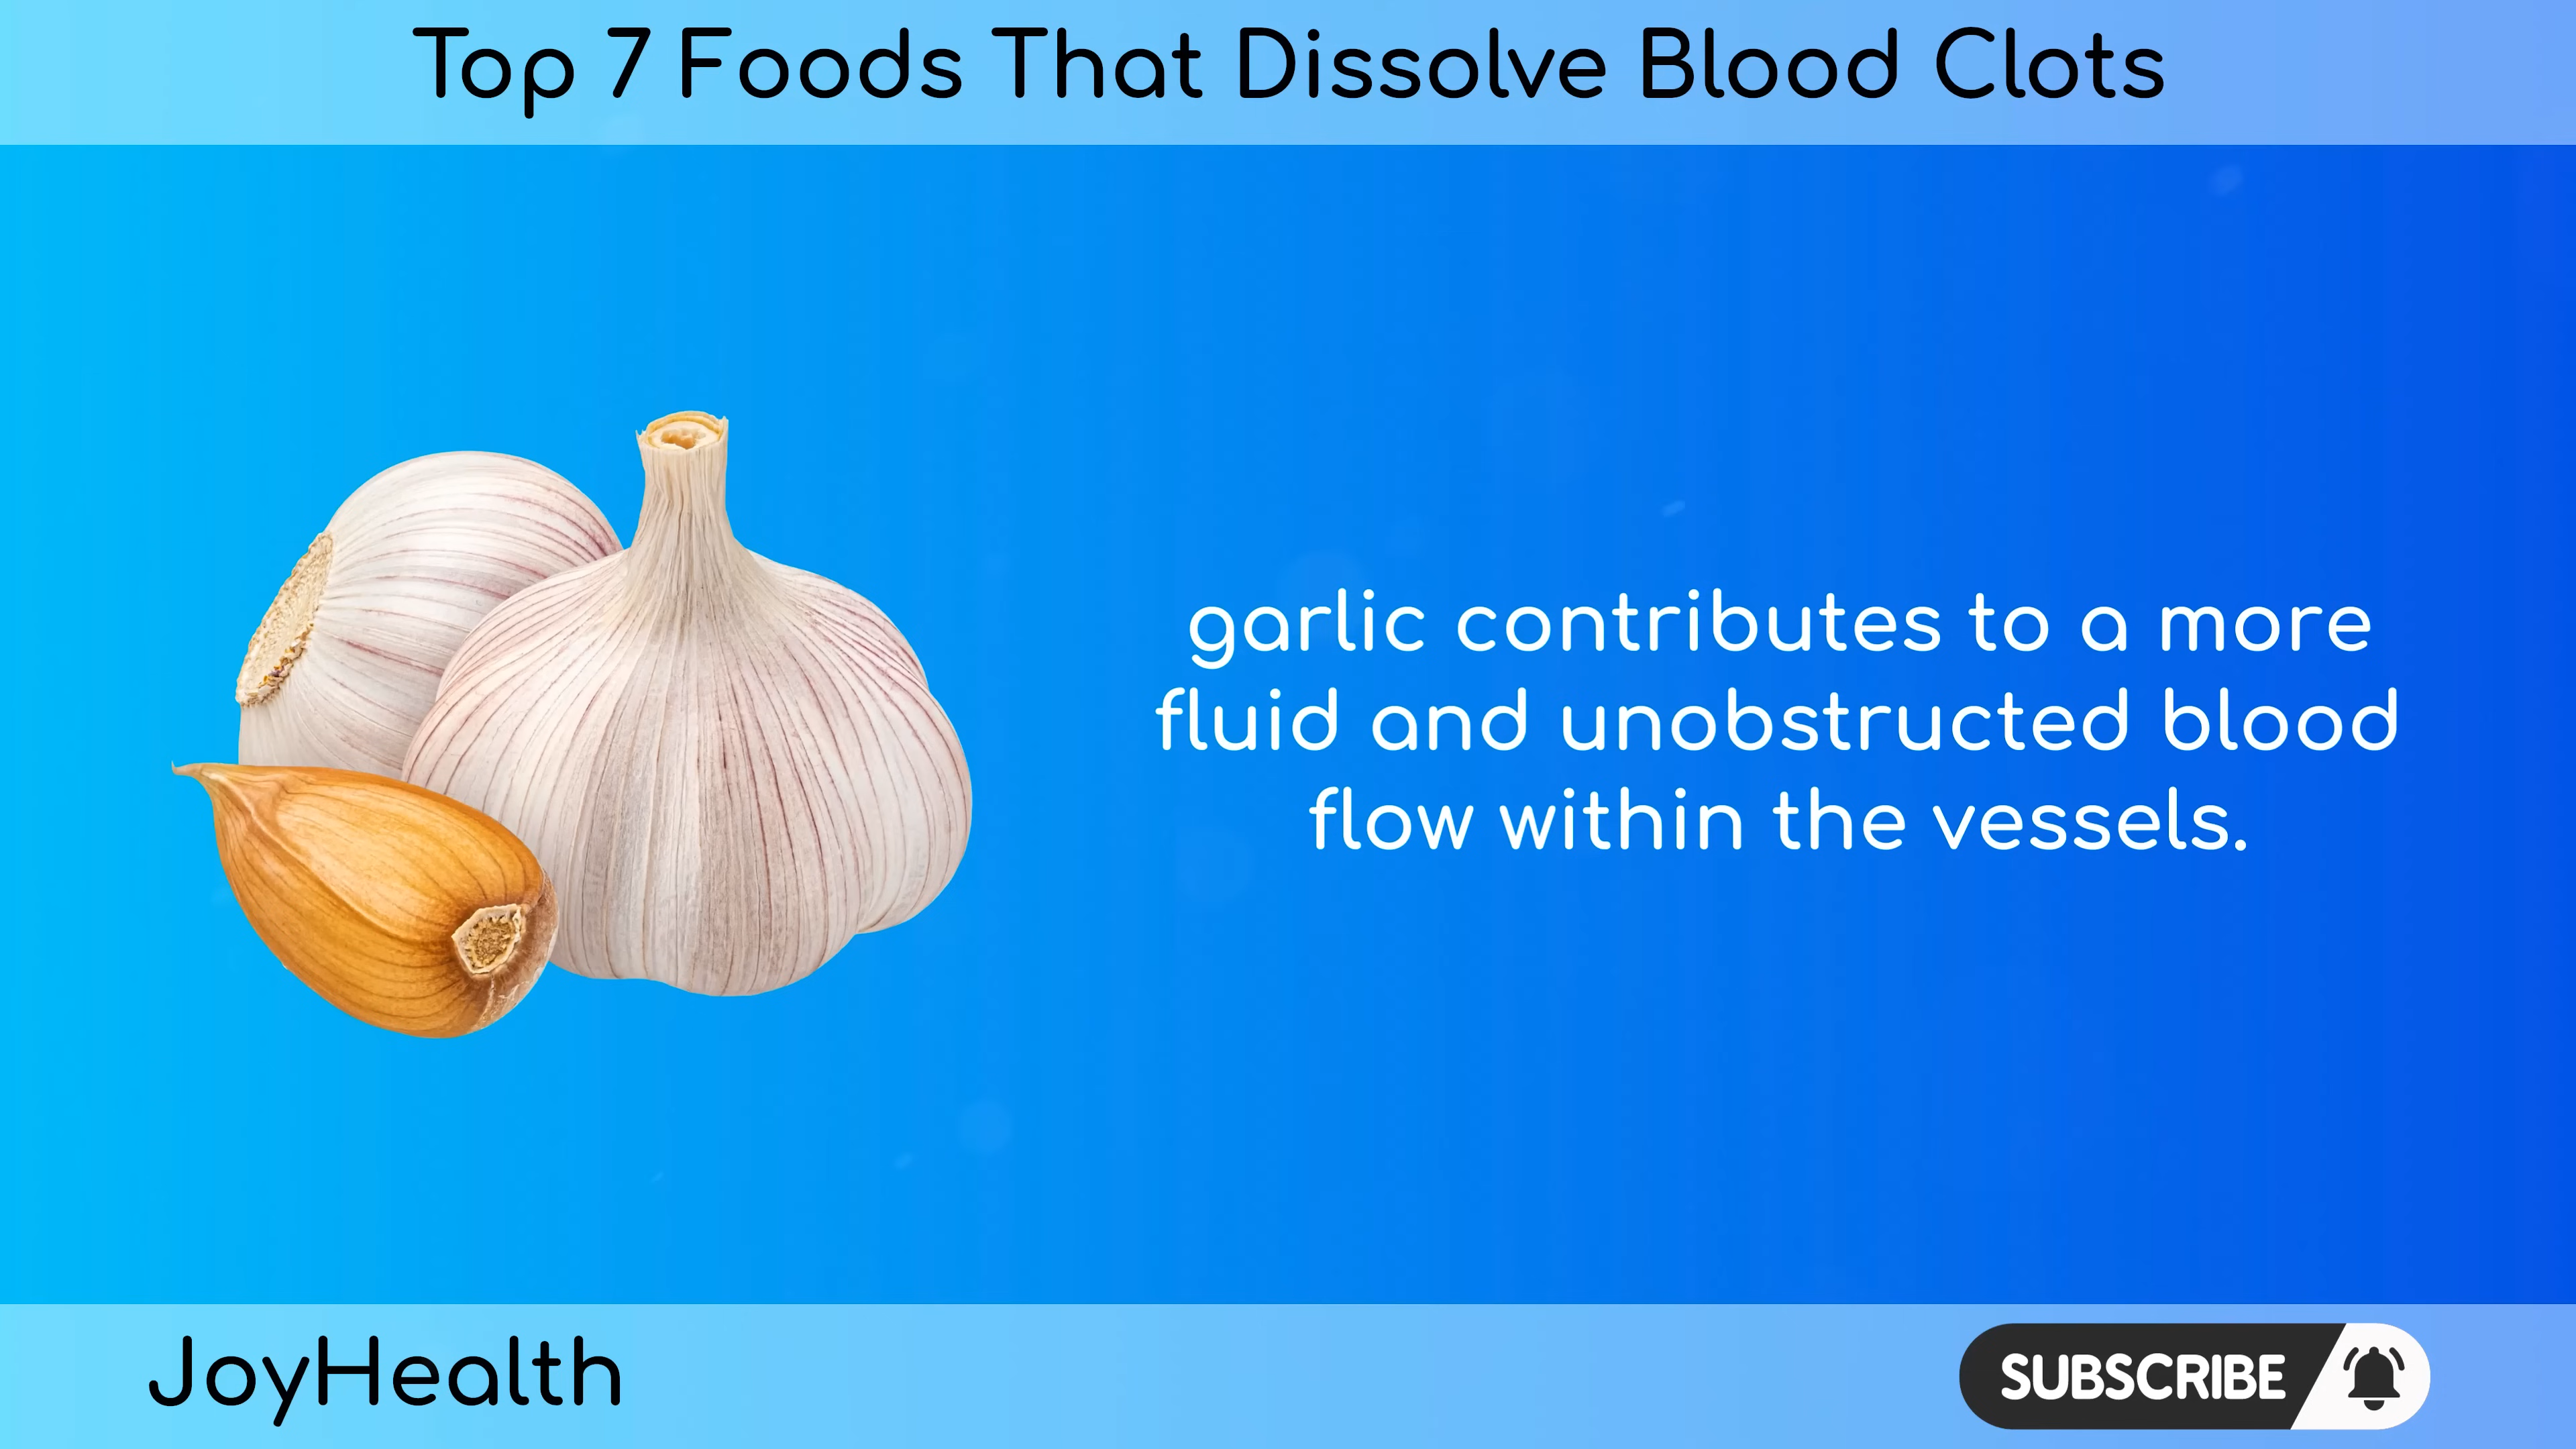 Top 7 Foods That Dissolve Blood Clots
garlic contributes to a more
fluid and unobstructed blood
flow within the vessels.
JoyHealth
SUBSCRIBE